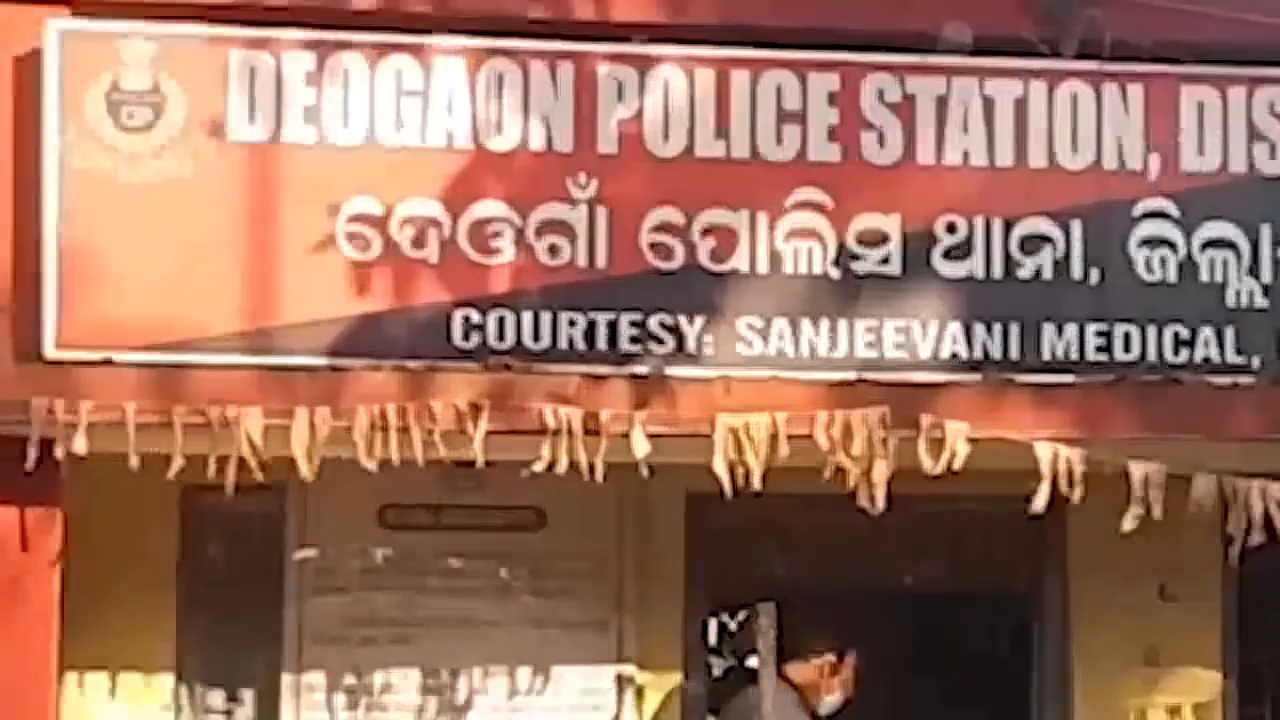 DEOGAON POLICE STATION, DIS
ଦେଓଗାଁ ପୋଲିସ ଥାନା, ଜିଲ୍ଲା
COURTESY: SANJEEVANI MEDICAL,